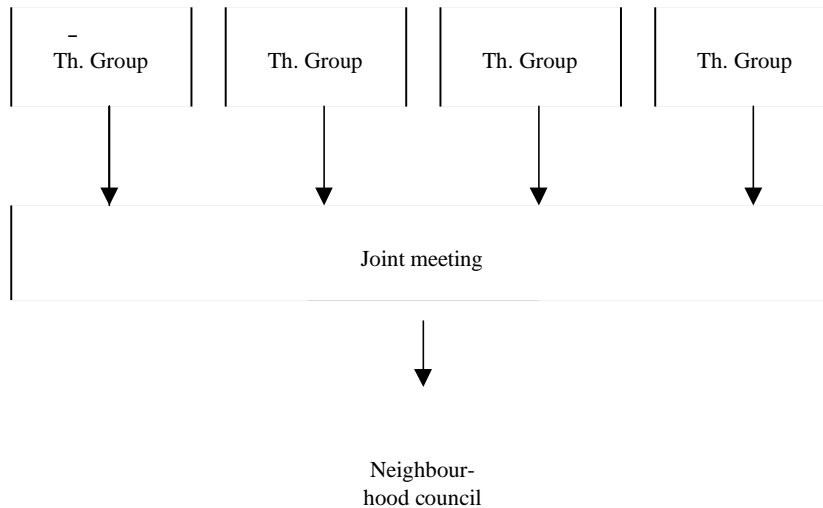 Th. Group Th. Group Th. Group Th. Group
Joint meeting
Neighbour-
hood council